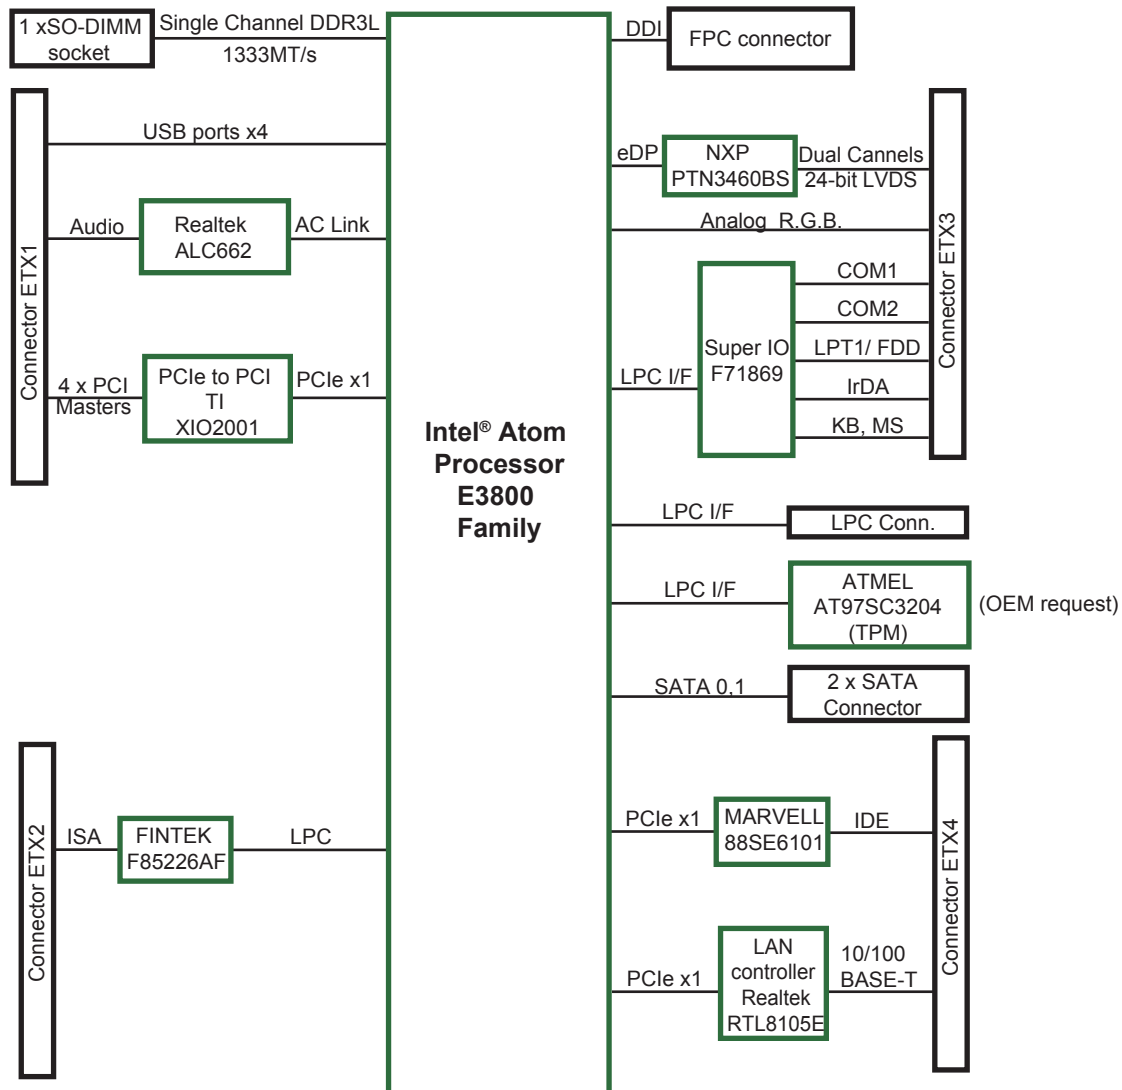 1 xSO-DIMM
socket
Single Channel DDR3L
1333MT/s
Connector ETX1
USB ports x4
Audio
Realtek
ALC662
AC Link
4 x PCI
Masters
PCIe to PCI
TI
XIO2001
PCIe x1
Connector ETX2
ISA
FINTEK
F85226AF
LPC
Intel® Atom
Processor
E3800
Family
DDI
FPC connector
eDP
NXP
PTN3460BS
Dual Cannels
24-bit LVDS
Analog R.G.B.
LPC I/F
Super IO
F71869
COM1
COM2
LPT1/ FDD
IrDA
KB, MS
Connector ETX3
LPC I/F
LPC Conn.
LPC I/F
ATMEL
AT97SC3204
(TPM)
(OEM request)
SATA 0,1
2 x SATA
Connector
PCIe x1
MARVELL
88SE6101
IDE
PCIe x1
LAN
controller
Realtek
RTL8105E
10/100
BASE-T
Connector ETX4